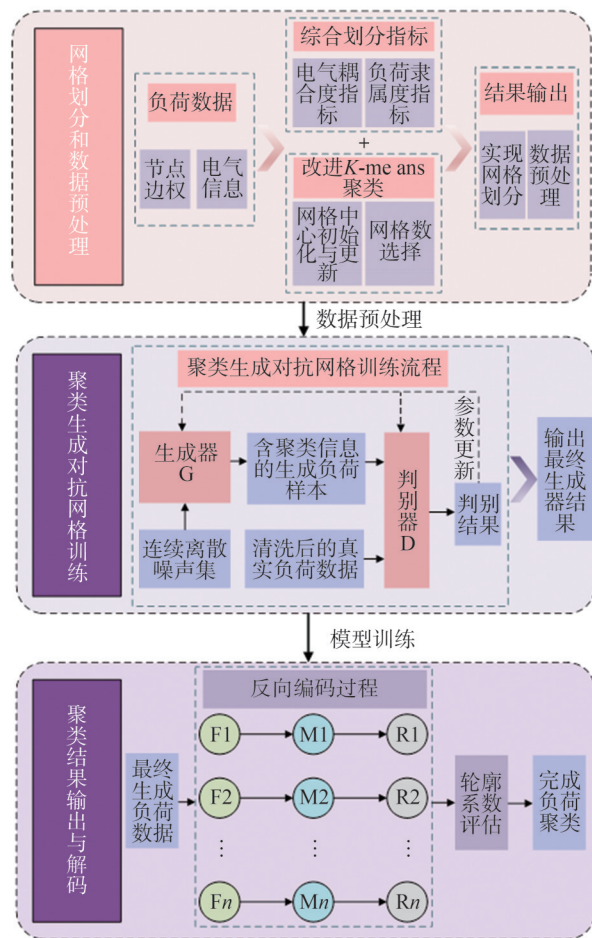 网格划分和数据预处理
负荷数据
节点
边权
电气
信息
综合划分指标
电气耦
合度指
标
负荷隶
属度指
标
+
改进K-me ans
聚类
网格中
心初始
化与更
新
网格数
选择
结果输出
实现
网格
划分
数据
预处
理
数据预处理
聚类生成对抗网格训练
聚类生成对抗网格训练流程
生成器
G
含聚类信息
的生成负荷
样本
连续离散
噪声集
清洗后的真
实负荷数据
判
别
器
D
参数更新
判别
结果
输出
最终
生成
器结
果
模型训练
聚类结果输出与解码
最终
生成
负荷
数据
反向编码过程
F1 M1 R1
F2 M2 R2
⋮ ⋮ ⋮
Fn Mn Rn
轮廓
系数
评估
完成
负荷
聚类